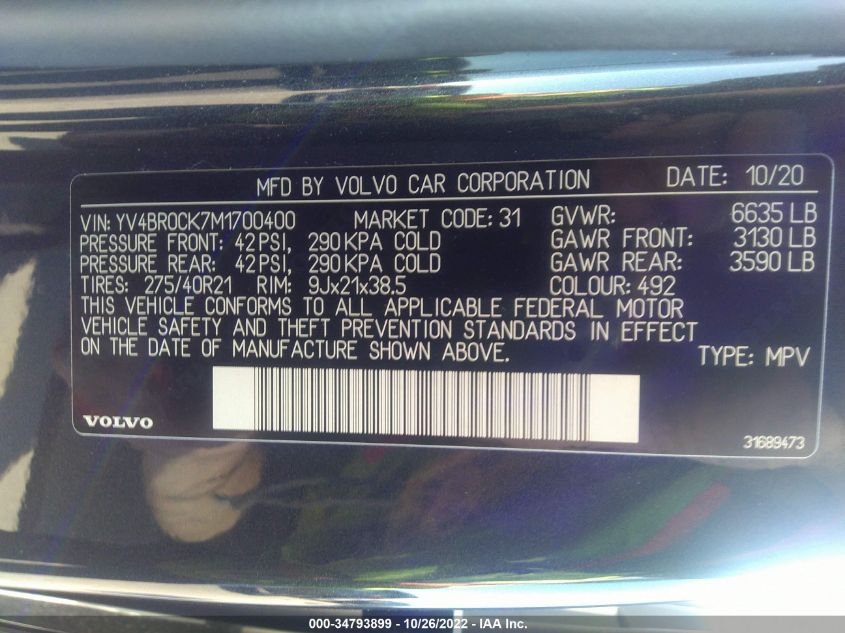 MFD BY VOLVO CAR CORPORATION DATE: 10/20
VIN: YV4BR0CK7M1700400 MARKET CODE: 31 GVWR: 6635 LB
PRESSURE FRONT: 42 PSI, 290 KPA COLD GAWR FRONT: 3130 LB
PRESSURE REAR: 42 PSI, 290 KPA COLD GAWR REAR: 3590 LB
TIRES: 275/40R21 RIM: 9Jx21x38.5 COLOUR: 492
THIS VEHICLE CONFORMS TO ALL APPLICABLE FEDERAL MOTOR
VEHICLE SAFETY AND THEFT PREVENTION STANDARDS IN EFFECT
ON THE DATE OF MANUFACTURE SHOWN ABOVE. TYPE: MPV
VOLVO
31689473
000-34793899 - 10/26/2022 - IAA Inc.